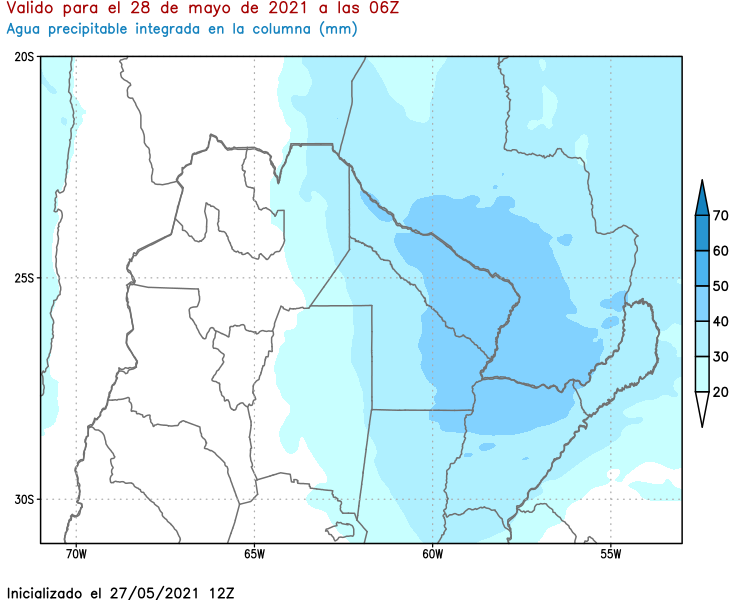 Valido para el 28 de mayo de 2021 a las 06Z
Agua precipitable integrada en la columna (mm)
20S
25S
30S
70W
65W
60W
55W
70
60
50
40
30
20
Inicializado el 27/05/2021 12Z